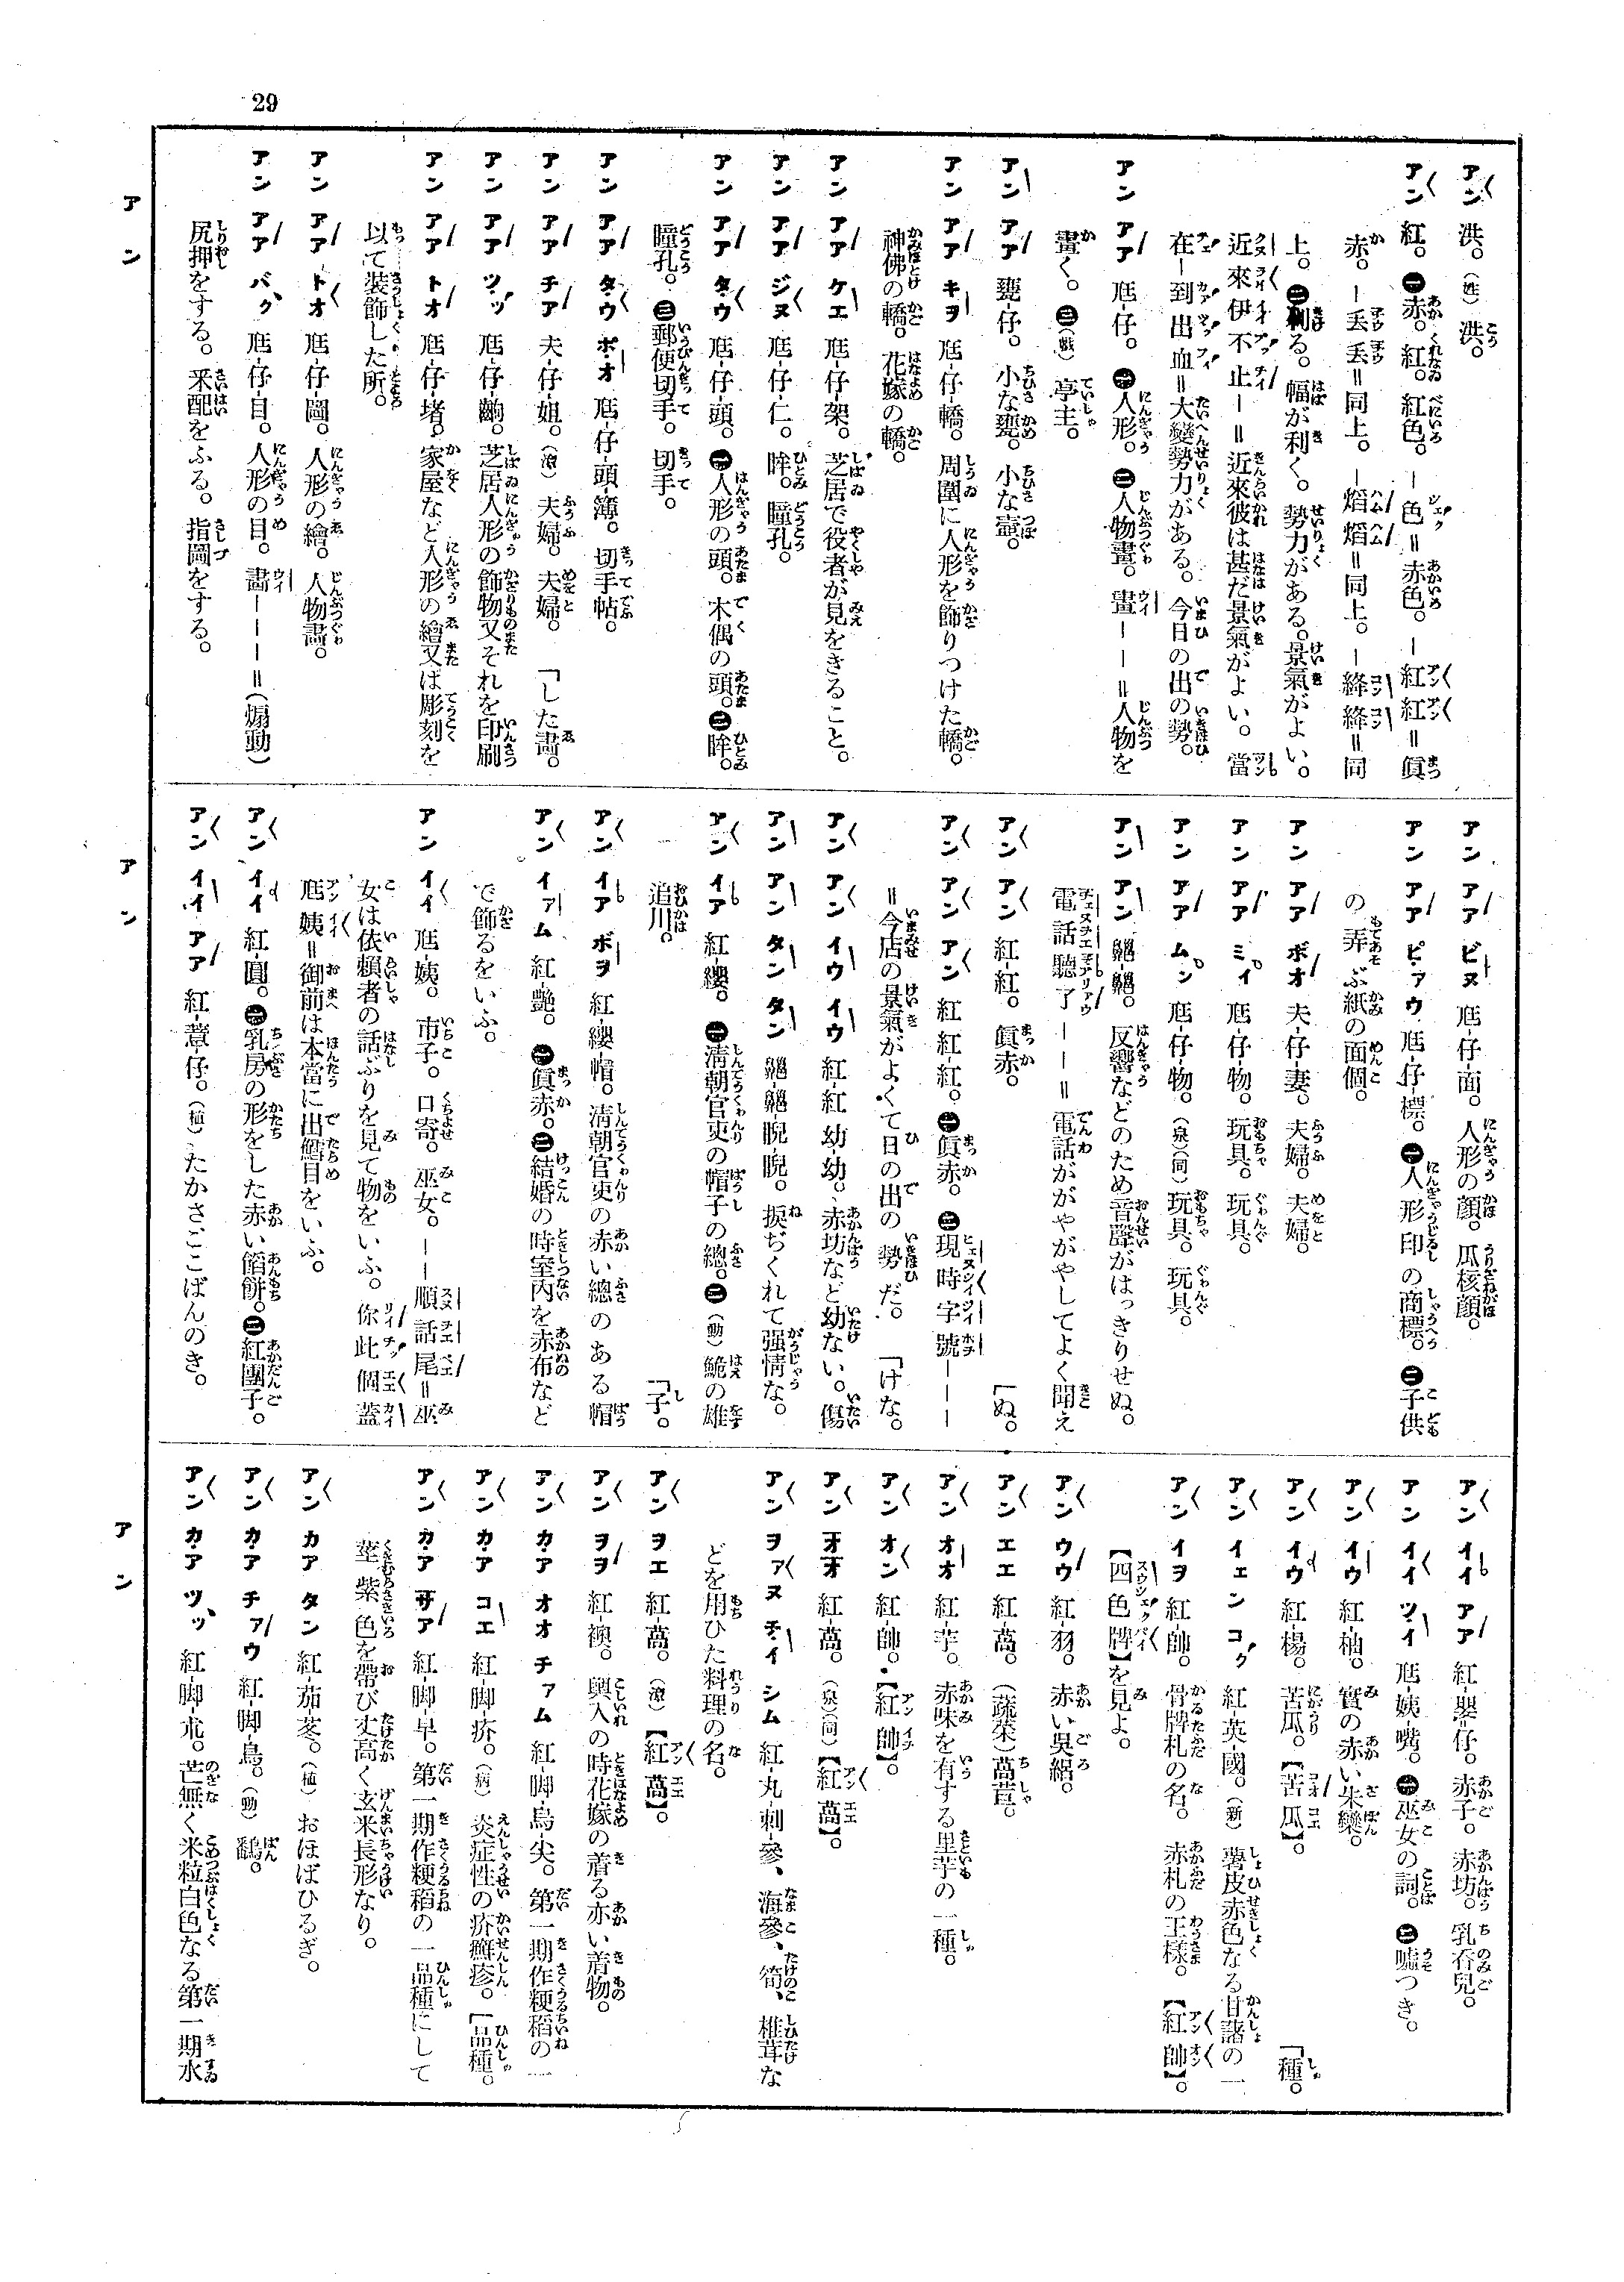 29
アン 洪。(姓) 洪。
アン 紅。㊀赤。紅。紅色。—色=赤色。—紅紅=眞
赤。—丢丢=同上。—熖熖=同上。—絳絳=同
上。㊁利る。幅が利く。勢力がある。景氣がよい。
近來伊不止—=近來彼は甚だ景氣がよい。當
在—到出血=大變勢力がある。今日の出の勢。
アン アア 尫-仔。㊀人形。㊁人物畫。畫——=人物を
畫く。㊂(戲) 亭主。
アン アア 甕-仔。小な甕。小な壺。
アン アア キヲ 尫-仔-轎。周圍に人形を飾りつけた轎。
神佛の轎。花嫁の轎。
アン アア ケエ 尫-仔-架。芝居で役者が見をきること。
アン アア ジヌ 尫-仔-仁。眸。瞳孔。
アン アア タウ 尫-仔-頭。㊀人形の頭。木偶の頭。㊁眸。
瞳孔。㊂郵便切手。切手。
アン アア タウ ポオ 尫-仔-頭-簿。切手帖。
アン アア チア 夫-仔-姐。夫婦。夫婦。「した畵。
アン アア ツッ 尫-仔-齣。芝居人形の飾物又それを印刷
アン アア トオ 尫-仔-堵。家屋など人形の繪又ば彫刻を
以て裝飾した所。
アン アア トオ 尫-仔-圖。人形の繪。人物畵。
アン アア バク 尫-仔-目。人形の目。畵———=(煽動)
尻押をする。釆配をふる。指圖をする。
アン アア ビヌ 尫-仔-面。人形の顏。瓜核顏。
アン アア ピァウ 尫-仔-標。㊀人形印の商標。㊁子供
の弄ぶ紙の面個。
アン アア ボオ 夫-仔-妻。夫婦。夫婦。
アン アア ミイ 尫-仔-物。玩具。玩具。
アン アア ムン 尫-仔-物。(泉)(同) 玩具。玩具。
アン アン 齆-齆。反響などのため音聲がはっきりせぬ。
電話聽了——=電話ががやがやしてよく聞え
アン アン 紅-紅。眞赤。「ぬ。
アン アン アン 紅-紅-紅。㊀眞赤。㊁現時字號———
=今店の景氣がよくて日の出の勢だ。「けな。
アン アン イウ イウ 紅-紅-幼-幼。赤坊など幼ない。傷
アン アン タン タン 齆-齆-睨-睨。捩ぢくれて强情な。
アン イア 紅-纓。㊀淸朝官吏の帽子の總。㊁(動)の雄
追川。「子。
アン イア ボヲ 紅-纓-帽。淸朝官吏の赤い總のある帽
アン イアム 紅-艷。㊀眞赤。㊁結婚の時室內を赤布など
で飾るをいふ。
アン イイ 尫-姨。市子。口寄。巫女。——順話尾=巫
女は依賴者の話ぶりを見て物をいふ。你此個蓋
尫姨=御前は本當に出鱈目をいふ。
アン イイ 紅-圓。㊀乳房の形をした赤い餡餅。㊁紅團子。
アン イイ アア 紅-薏-仔。(植) たかさごこばんのき。
アン イイ アア 紅-嬰-仔。赤子。赤坊。乳呑兒。
アン イイ ツイ 尫-姨-嘴。㊀巫女の詞。㊁嘘つき。
アン イウ 紅-柚。實の赤い朱欒。
アン イウ 紅-楊。苦瓜。【苦瓜】。「種。
アン イェン コク 紅-英-國。(新) 薯皮赤色なる甘諸の一
アン イヲ 紅-帥。骨牌札の名。赤札の王樣。【紅帥】。
【四色牌】を見よ。
アン ウウ 紅-羽。赤い吳絽。
アン エエ 紅-萵。(蔬菜) 萵苣。
アン オオ 紅-芋。赤味を有する里芋の一種。
アン オン 紅-帥。【紅帥】。
アン オオ 紅-萵。(泉)(同)【紅萵】。
アン ヲァヌ チイ シム 紅-丸-刺-參、海參、筍、椎茸な
どを用ひた料理の名。
アン ヲエ 紅-萵。【紅萵】。
アン ヲヲ 紅-襖。輿入の時花嫁の着る赤い着物。
アン カア オオ チァム 紅-脚-烏-尖。第一期作粳稻の一
アン カア コエ 紅-脚-疥。(病) 炎症性の疥癬疹。「品種。
アン カア ザア 紅-脚-早。第一期作粳稻の一品種にして
莖紫色を帶び丈高く玄米長形なり。
アン カア タン 紅-茄-苳。(植) おほばひるぎ。
アン カア チァウ 紅-脚-鳥。(動) 鷭。
アン カア ツッ 紅-脚-朮。芒無く米粒白色なる第一期水
アン
アン
アン